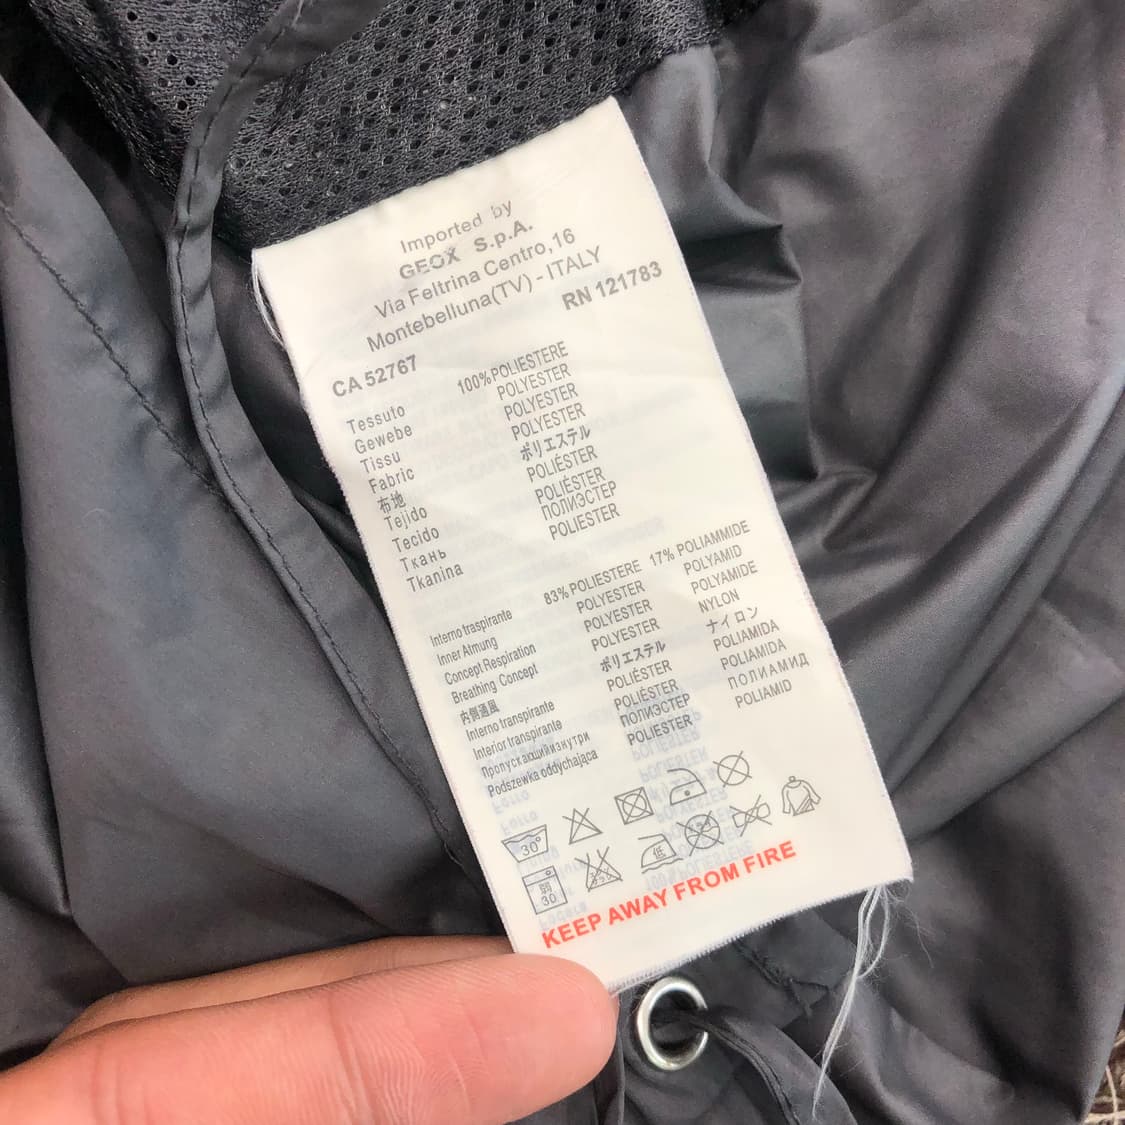 Imported by
GEOX S.p.A.
Via Feltrina Centro, 16
Montebelluna(TV) - ITALY
CA 52767 RN 121783
Tessuto 100% POLIESTERE
Gewebe POLYESTER
Tissu POLYESTER
Fabric POLYESTER
布地 ポリエステル
Tejido POLIÉSTER
Tecido POLIÉSTER
Ткань ПОЛИЭСТЕР
Tkanina POLIESTER
Interno traspirante 83% POLIESTERE 17% POLIAMMIDE
Inner Atmung POLYESTER POLYAMID
Concept Respiration POLYESTER POLYAMIDE
Breathing Concept POLYESTER NYLON
内側通風 ポリエステル ナイロン
Interno transpirante POLIÉSTER POLIAMIDA
Interior transpirante POLIÉSTER POLIAMIDA
Пропускающийизнутри ПОЛИЭСТЕР ПОЛИАМИД
Podszewka oddychająca POLIESTER POLIAMID
30°
弱 30 低
KEEP AWAY FROM FIRE